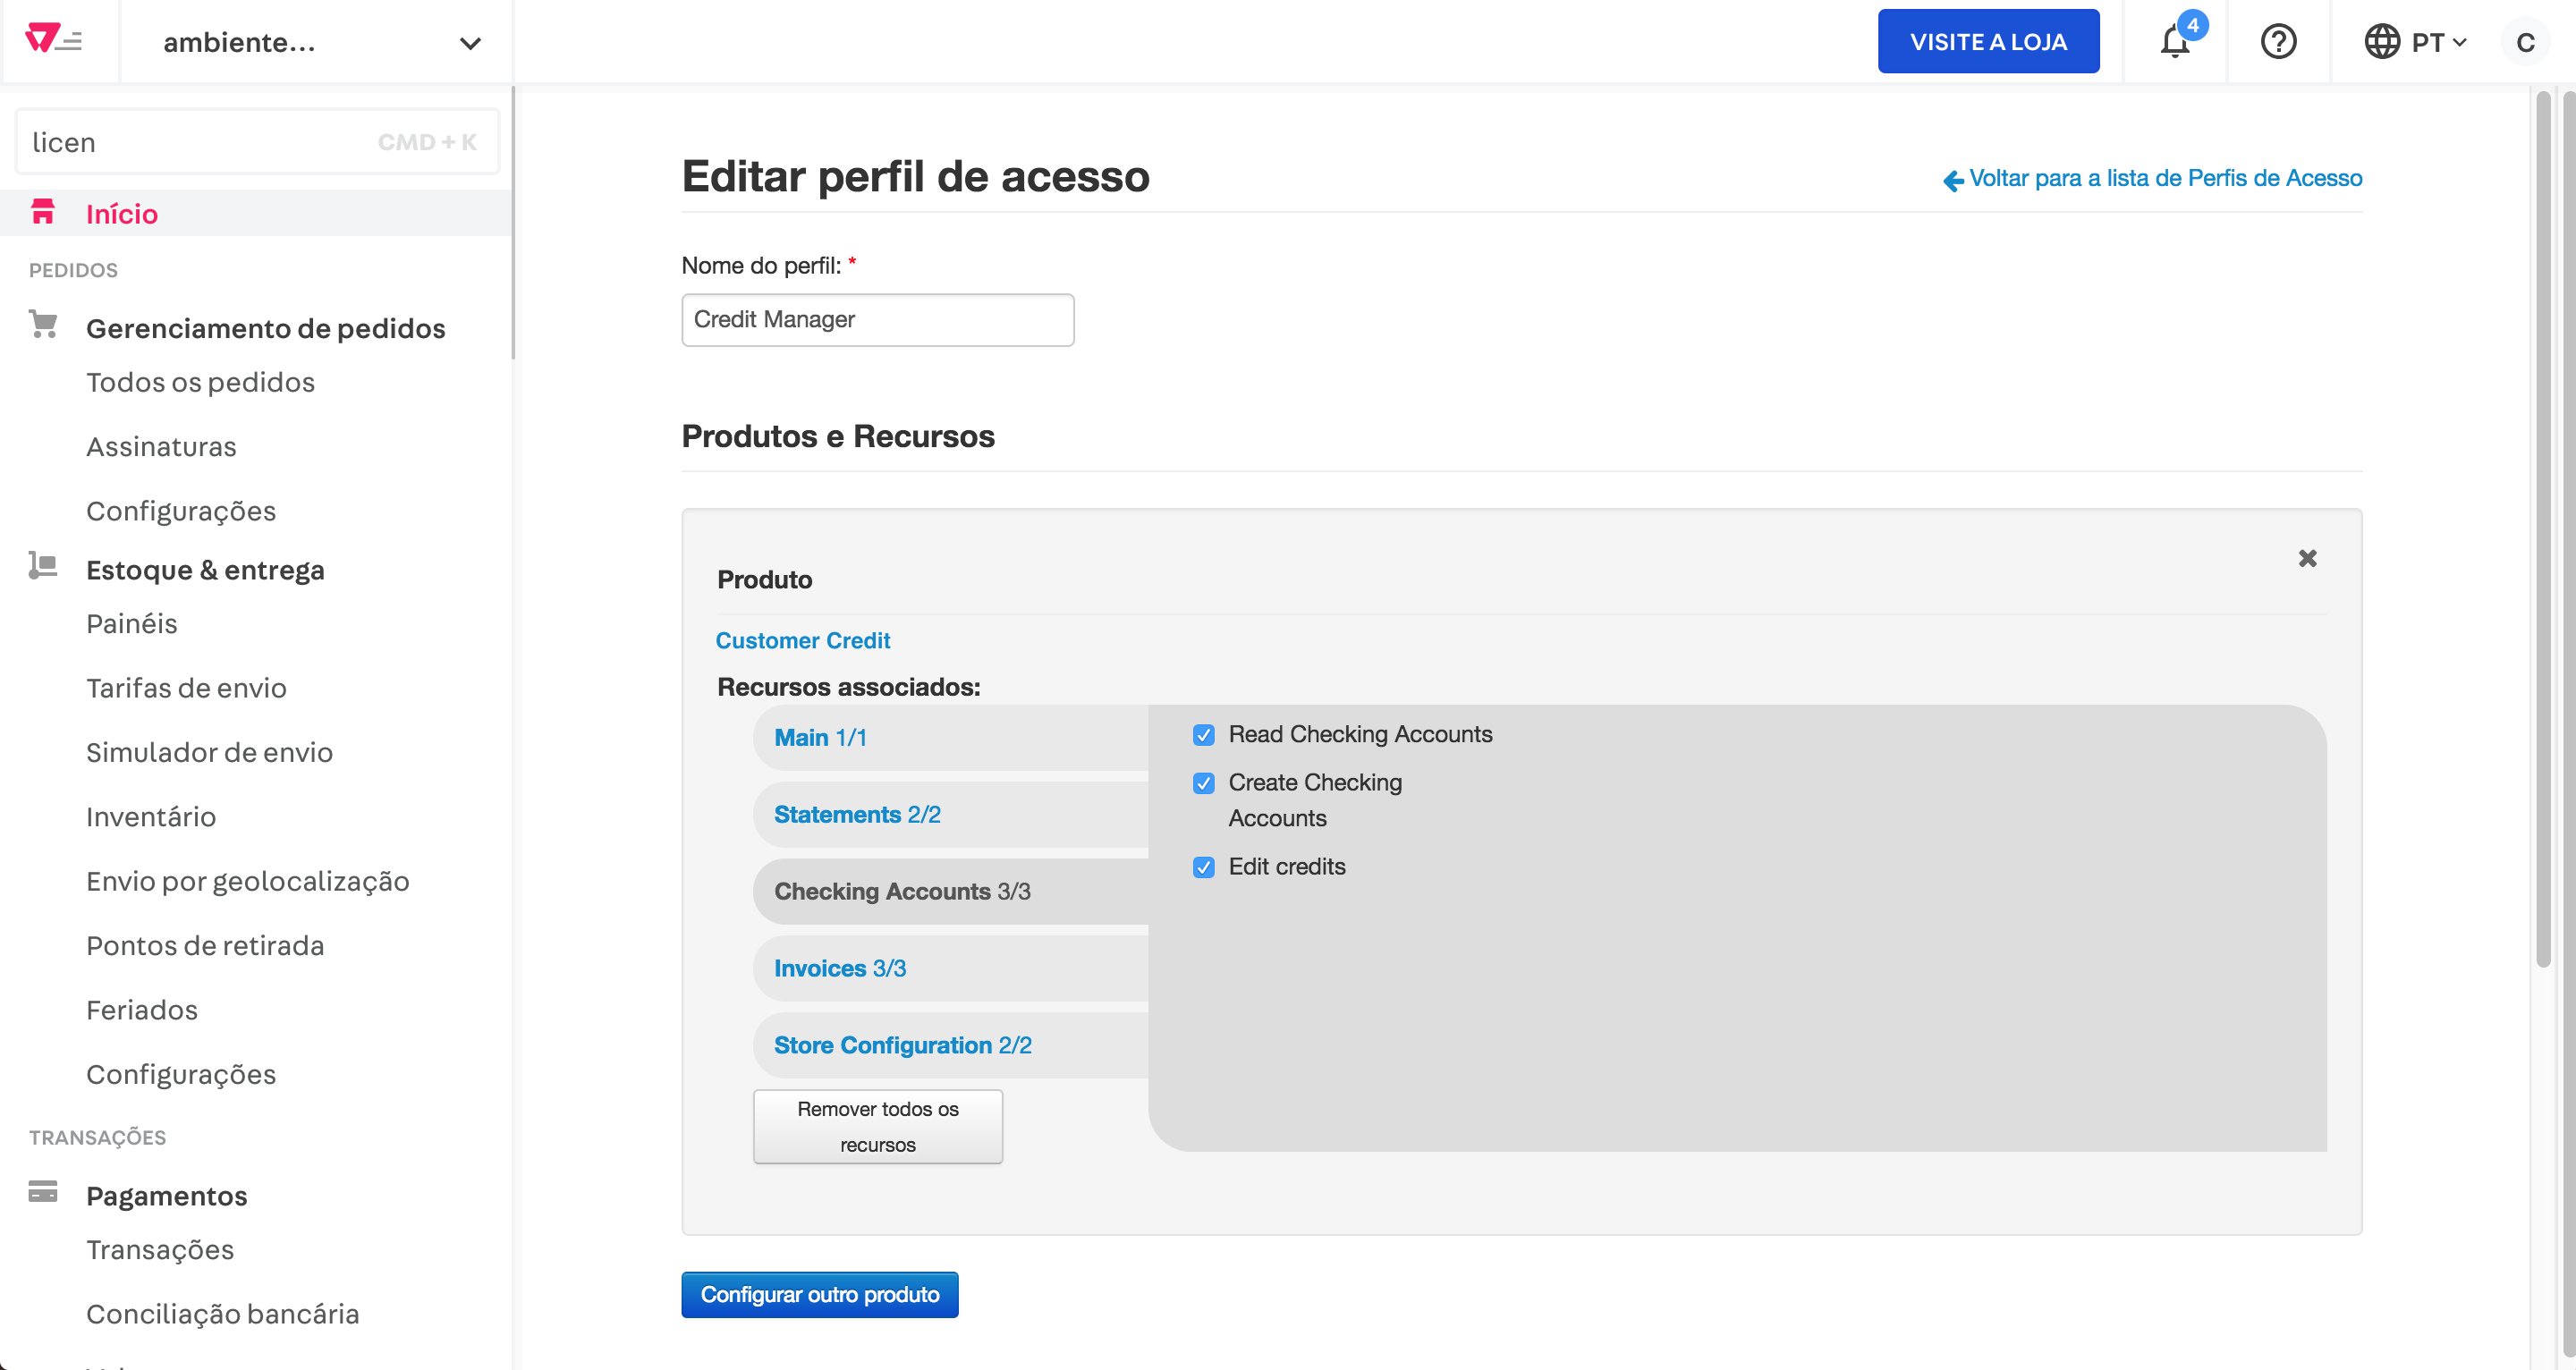 ambiente...
VISITE A LOJA
4
PT
C
licen
CMD + K
Início
PEDIDOS
Gerenciamento de pedidos
Todos os pedidos
Assinaturas
Configurações
Estoque & entrega
Painéis
Tarifas de envio
Simulador de envio
Inventário
Envio por geolocalização
Pontos de retirada
Feriados
Configurações
TRANSAÇÕES
Pagamentos
Transações
Conciliação bancária
Editar perfil de acesso
Voltar para a lista de Perfis de Acesso
Nome do perfil: *
Credit Manager
Produtos e Recursos
Produto
Customer Credit
Recursos associados:
Main 1/1
Statements 2/2
Checking Accounts 3/3
Invoices 3/3
Store Configuration 2/2
Remover todos os
recursos
Read Checking Accounts
Create Checking
Accounts
Edit credits
Configurar outro produto